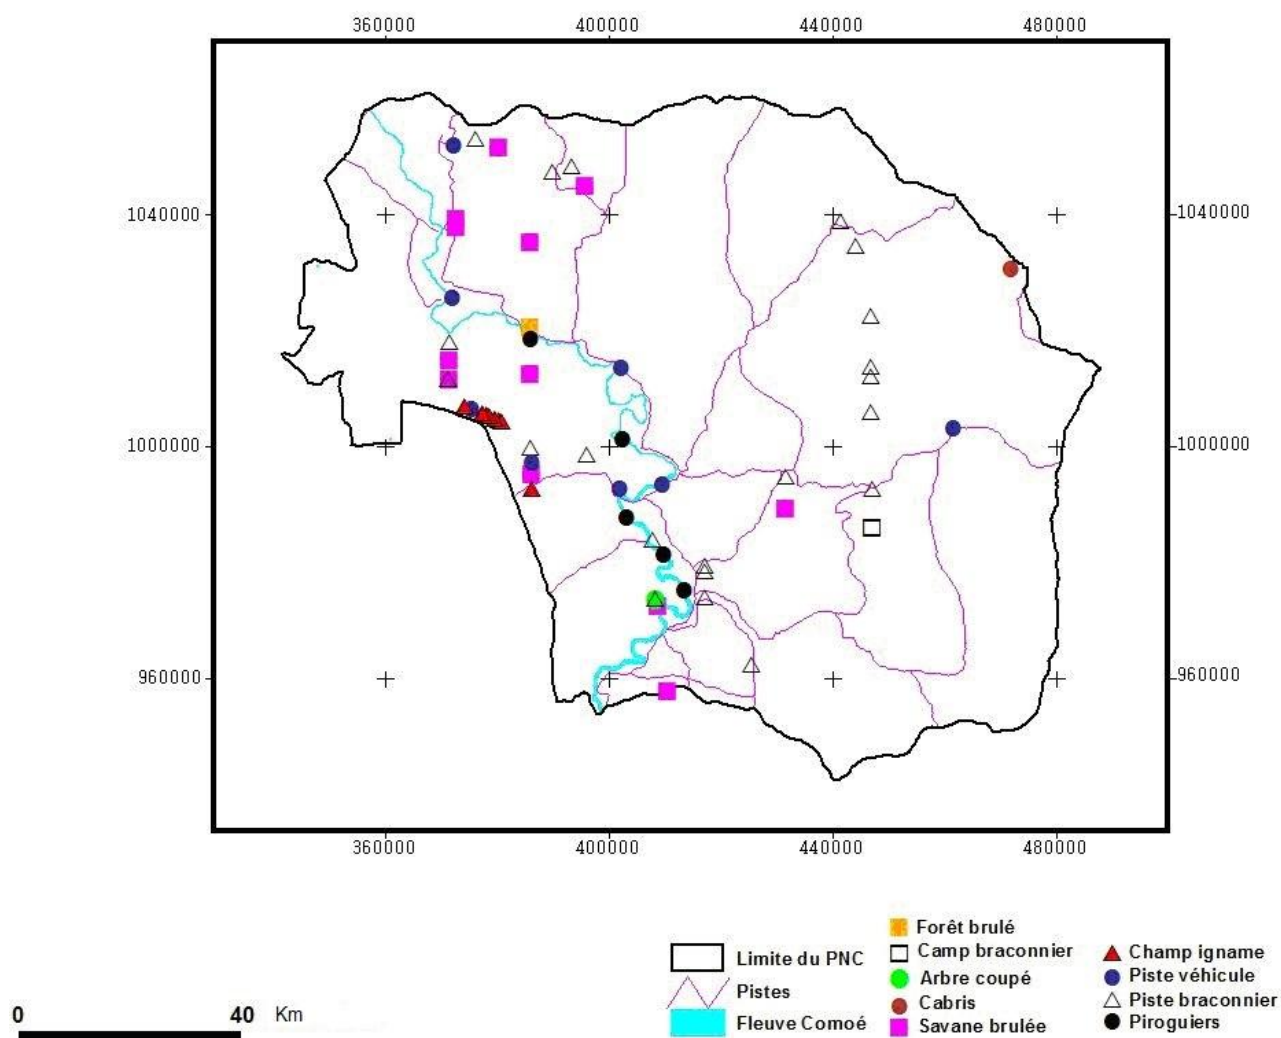 360000 400000 440000 480000
1040000 1040000
1000000 1000000
960000 960000
360000 400000 440000 480000
Limite du PNC
Pistes
Fleuve Comoé
Forêt brulé
Camp braconnier
Arbre coupé
Cabris
Savane brulée
Champ igname
Piste véhicule
Piste braconnier
Piroguiers
0 40 Km